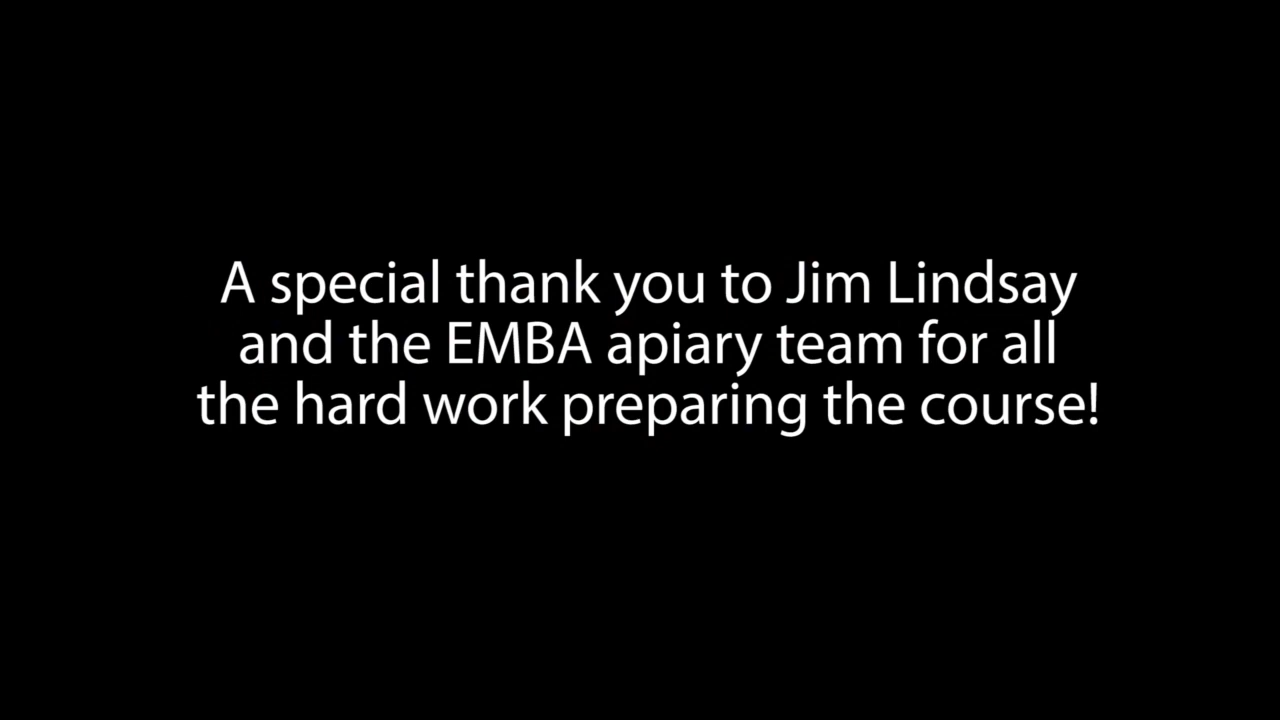 A special thank you to Jim Lindsay
and the EMBA apiary team for all
the hard work preparing the course!